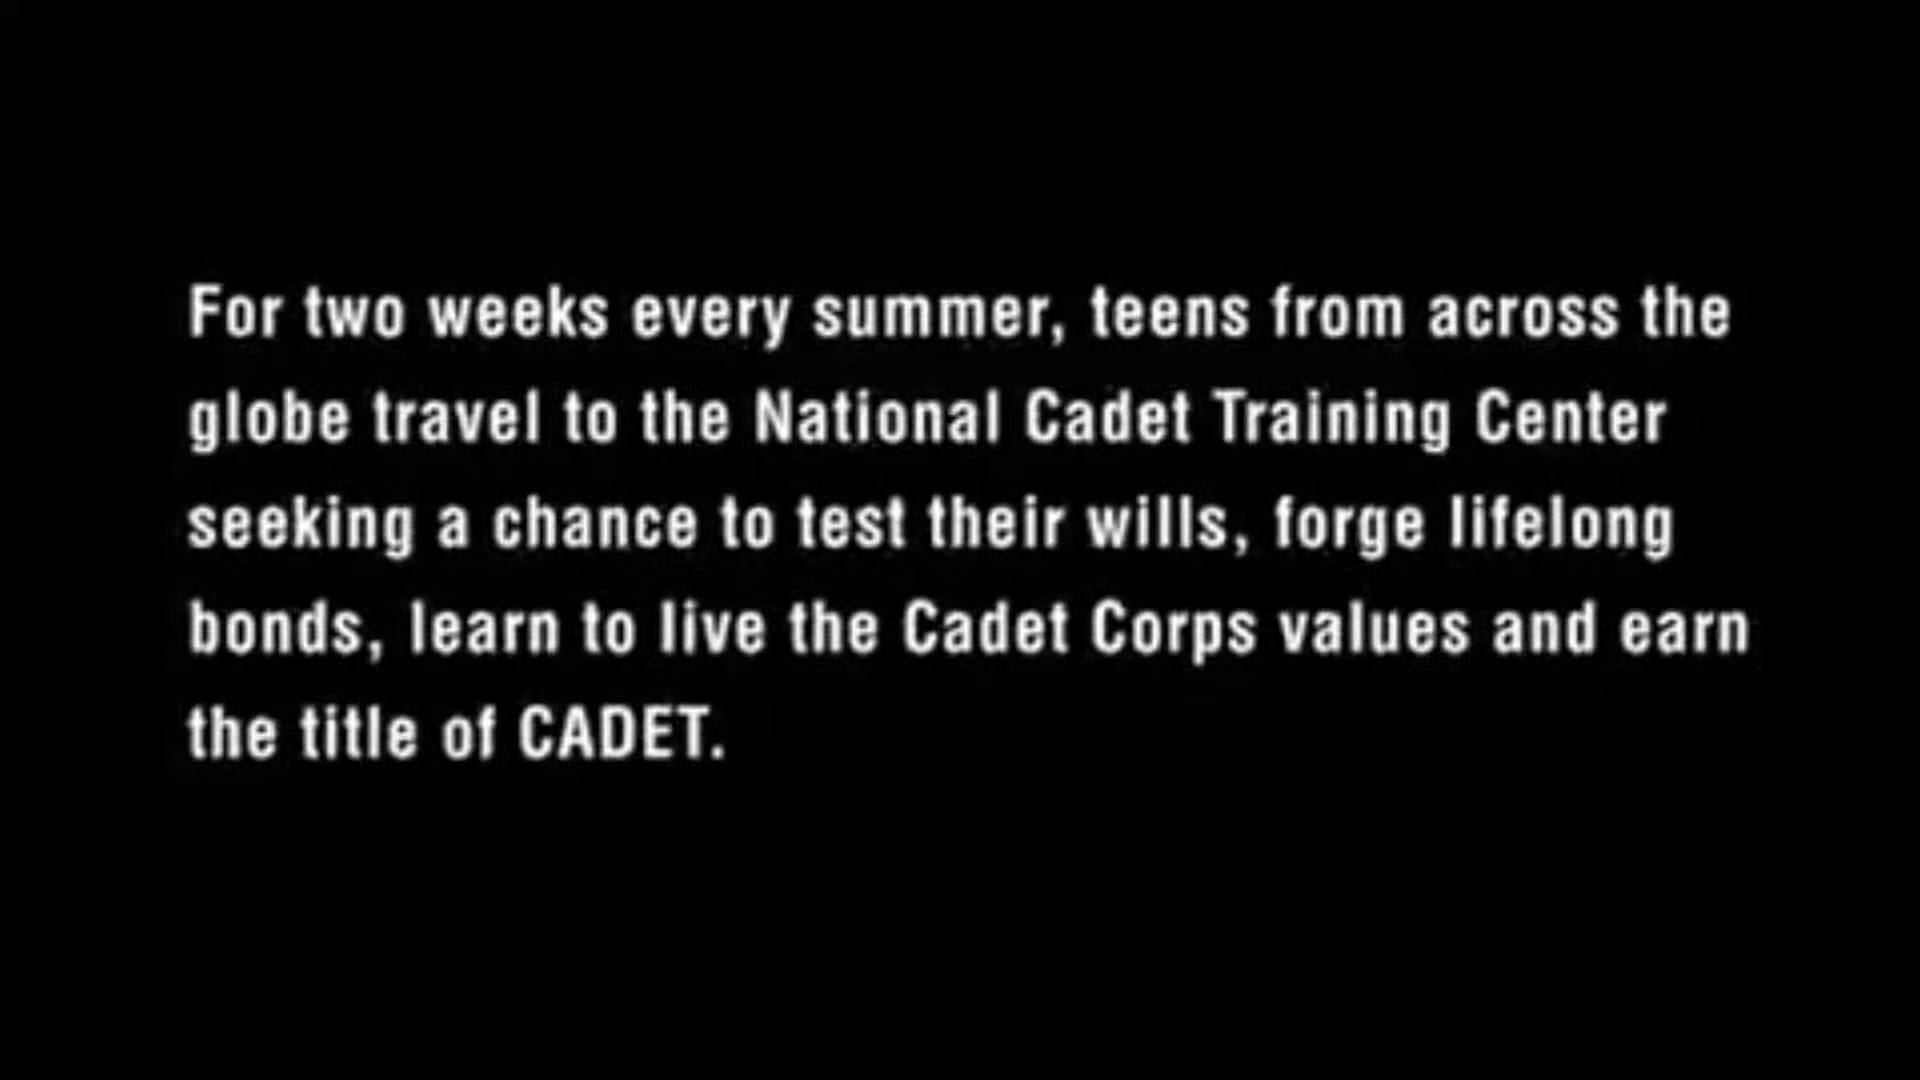 For two weeks every summer, teens from across the
globe travel to the National Cadet Training Center
seeking a chance to test their wills, forge lifelong
bonds, learn to live the Cadet Corps values and earn
the title of CADET.